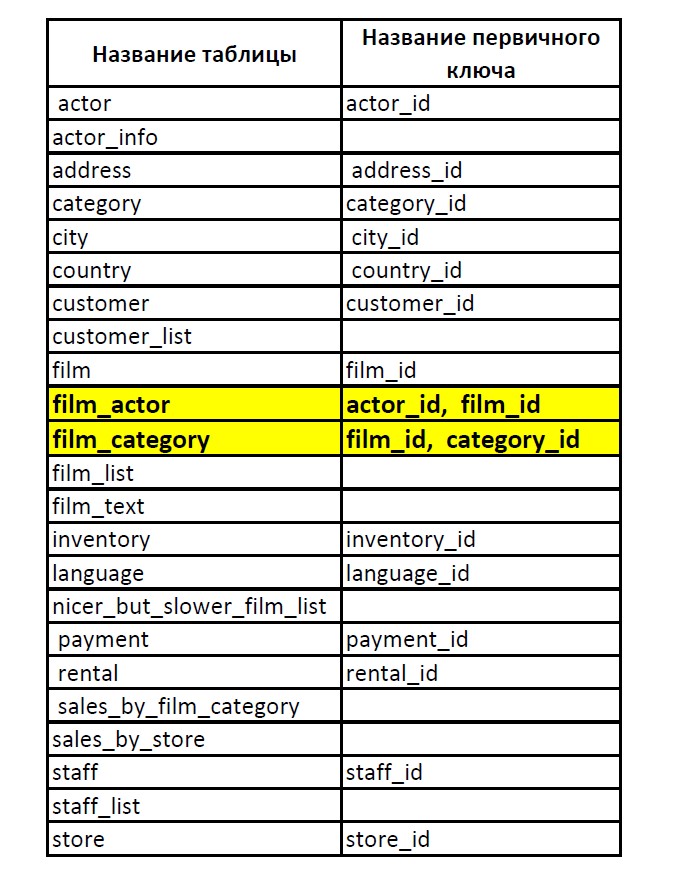 Название таблицы Название первичного
ключа
actor actor_id
actor_info
address address_id
category category_id
city city_id
country country_id
customer customer_id
customer_list
film film_id
film_actor actor_id, film_id
film_category film_id, category_id
film_list
film_text
inventory inventory_id
language language_id
nicer_but_slower_film_list
payment payment_id
rental rental_id
sales_by_film_category
sales_by_store
staff staff_id
staff_list
store store_id